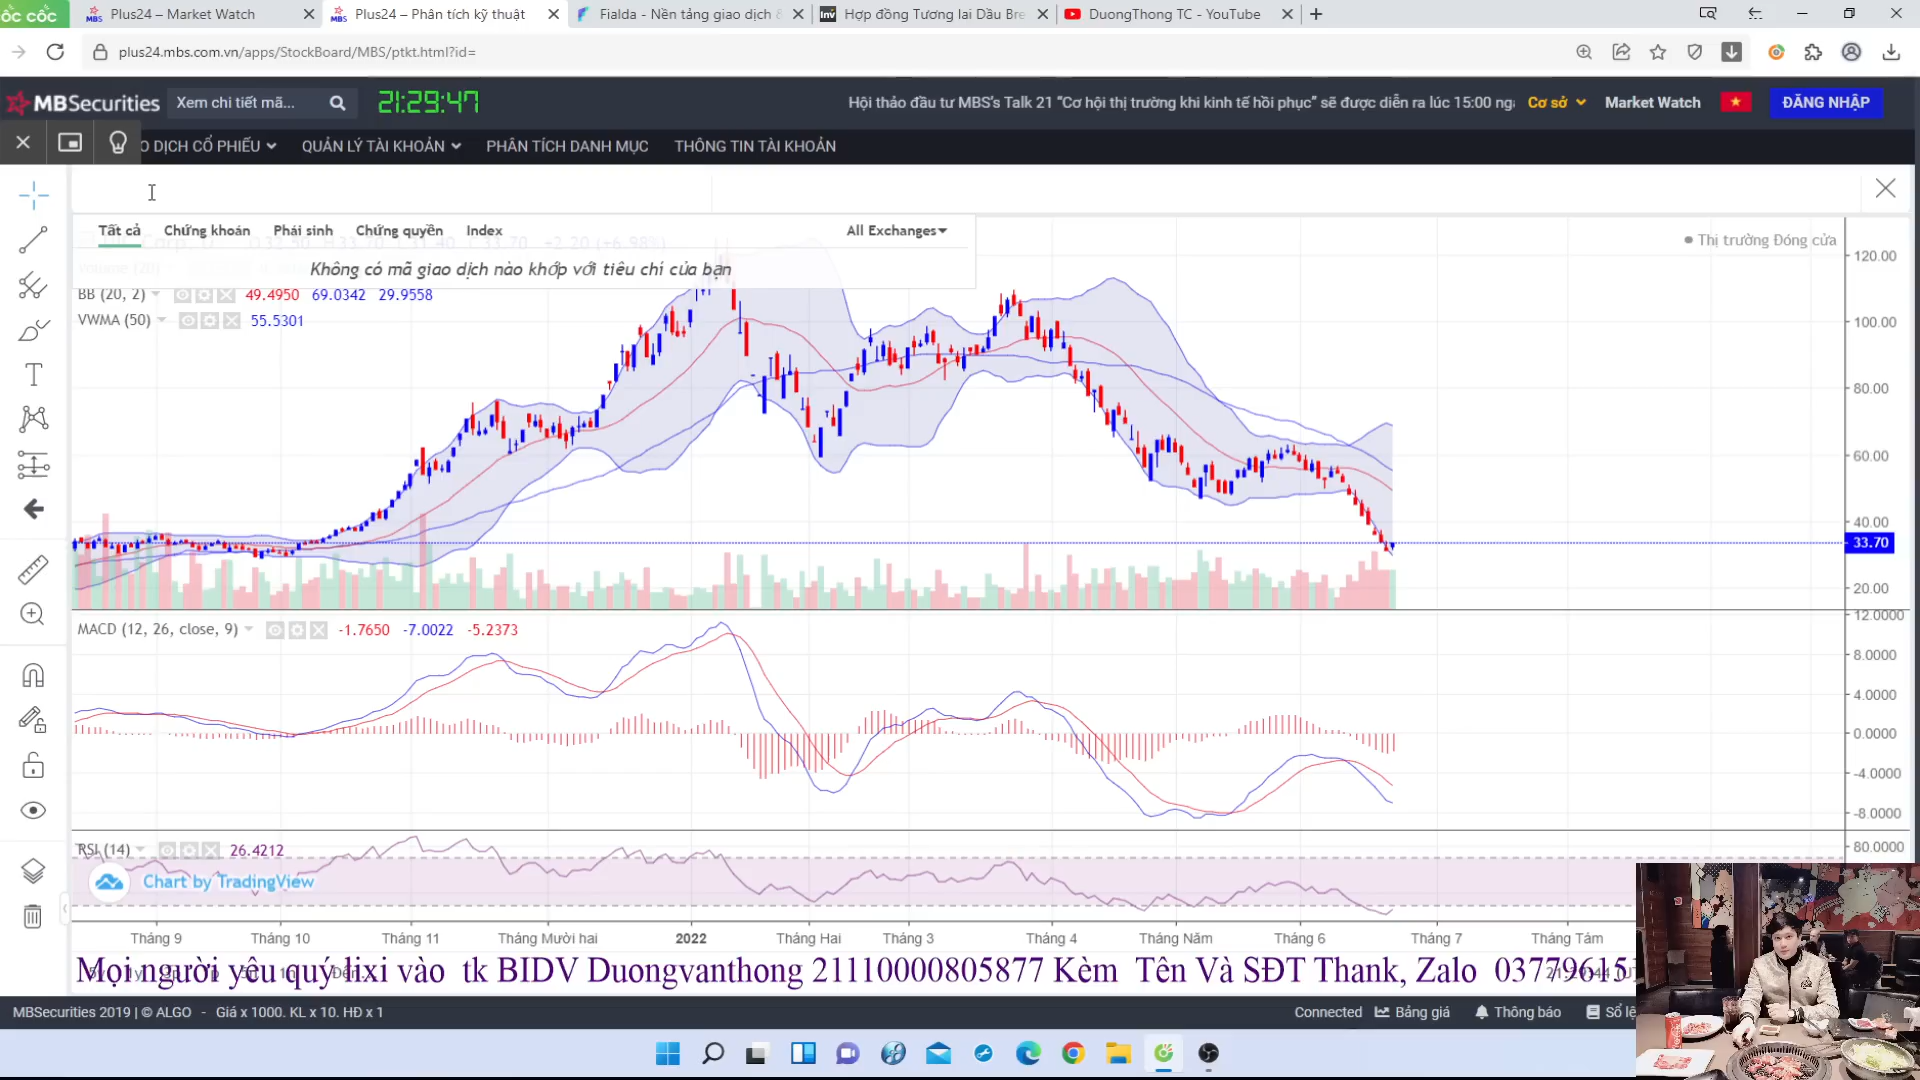 ốc cốc
Plus24 – Market Watch
Plus24 – Phân tích kỹ thuật
Fialda - Nền tảng giao dịch
Hợp đồng Tương lai Dầu Bre
DuongThong TC - YouTube
plus24.mbs.com.vn/apps/StockBoard/MBS/ptkt.html?id=
MBSecurities
Xem chi tiết mã...
21:29:47
Hội thảo đầu tư MBS's Talk 21 “Cơ hội thị trường khi kinh tế hồi phục” sẽ được diễn ra lúc 15:00
Cơ sở
Market Watch
ĐĂNG NHẬP
O DỊCH CỔ PHIẾU
QUẢN LÝ TÀI KHOẢN
PHÂN TÍCH DANH MỤC
THÔNG TIN TÀI KHOẢN
Tất cả
Chứng khoán
Phái sinh
Chứng quyền
Index
All Exchanges
Thị trường Đóng cửa
Không có mã giao dịch nào khớp với tiêu chí của bạn
BB (20, 2) 49.4950 69.0342 29.9558
VWMA (50) 55.5301
120.00
100.00
80.00
60.00
40.00
33.70
20.00
MACD (12, 26, close, 9) -1.7650 -7.0022 -5.2373
12.0000
8.0000
4.0000
0.0000
-4.0000
-8.0000
RSI (14) 26.4212
80.0000
Chart by TradingView
Tháng 9
Tháng 10
Tháng 11
Tháng Mười hai
2022
Tháng Hai
Tháng 3
Tháng 4
Tháng Năm
Tháng 6
Tháng 7
Tháng Tám
Mọi người yêu quý lixi vào tk BIDV Duongvanthong 21110000805877 Kèm Tên Và SĐT Thank, Zalo 03779615
MBSecurities 2019 | © ALGO - Giá x 1000. KL x 10. HĐ x 1
Connected
Bảng giá
Thông báo
Sổ